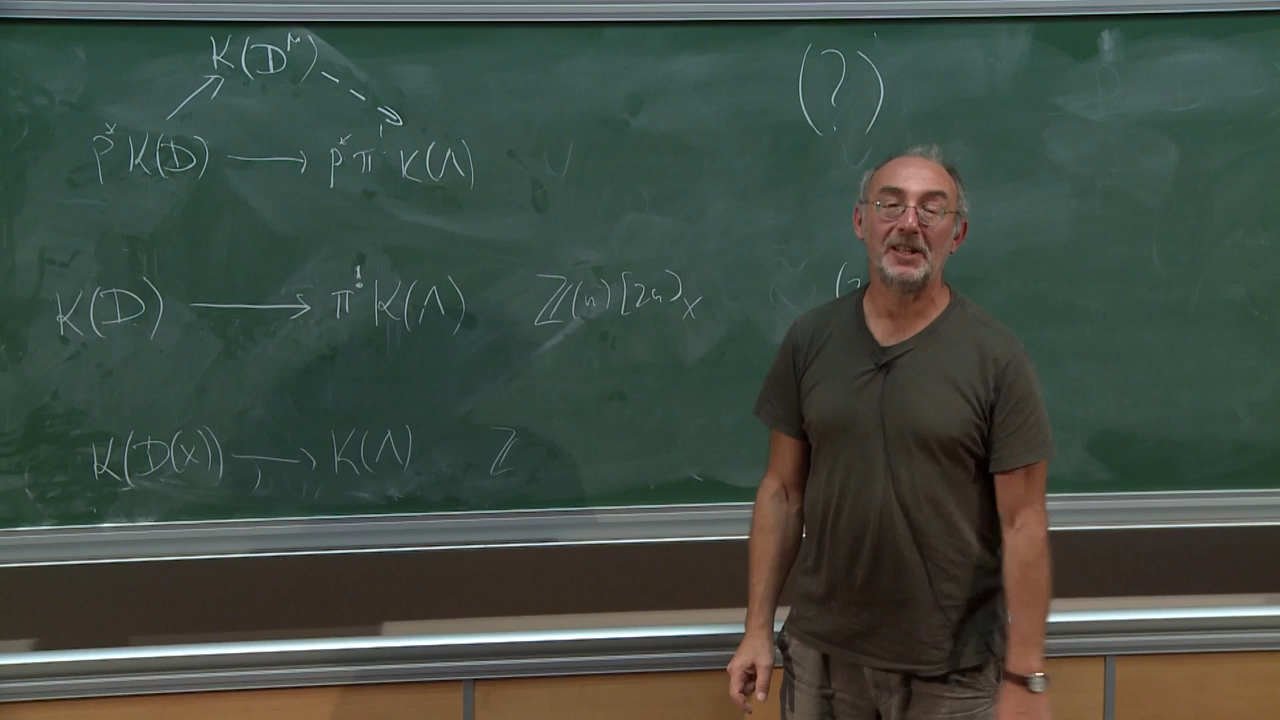 K(D^μ)
(?)
p^* K(D) ⟶ p^* π^! K(Λ)
K(D) ⟶ π^! K(Λ) ℤ(n)[2n]_X
K(D(x)) ⟶ K(Λ) ℤ